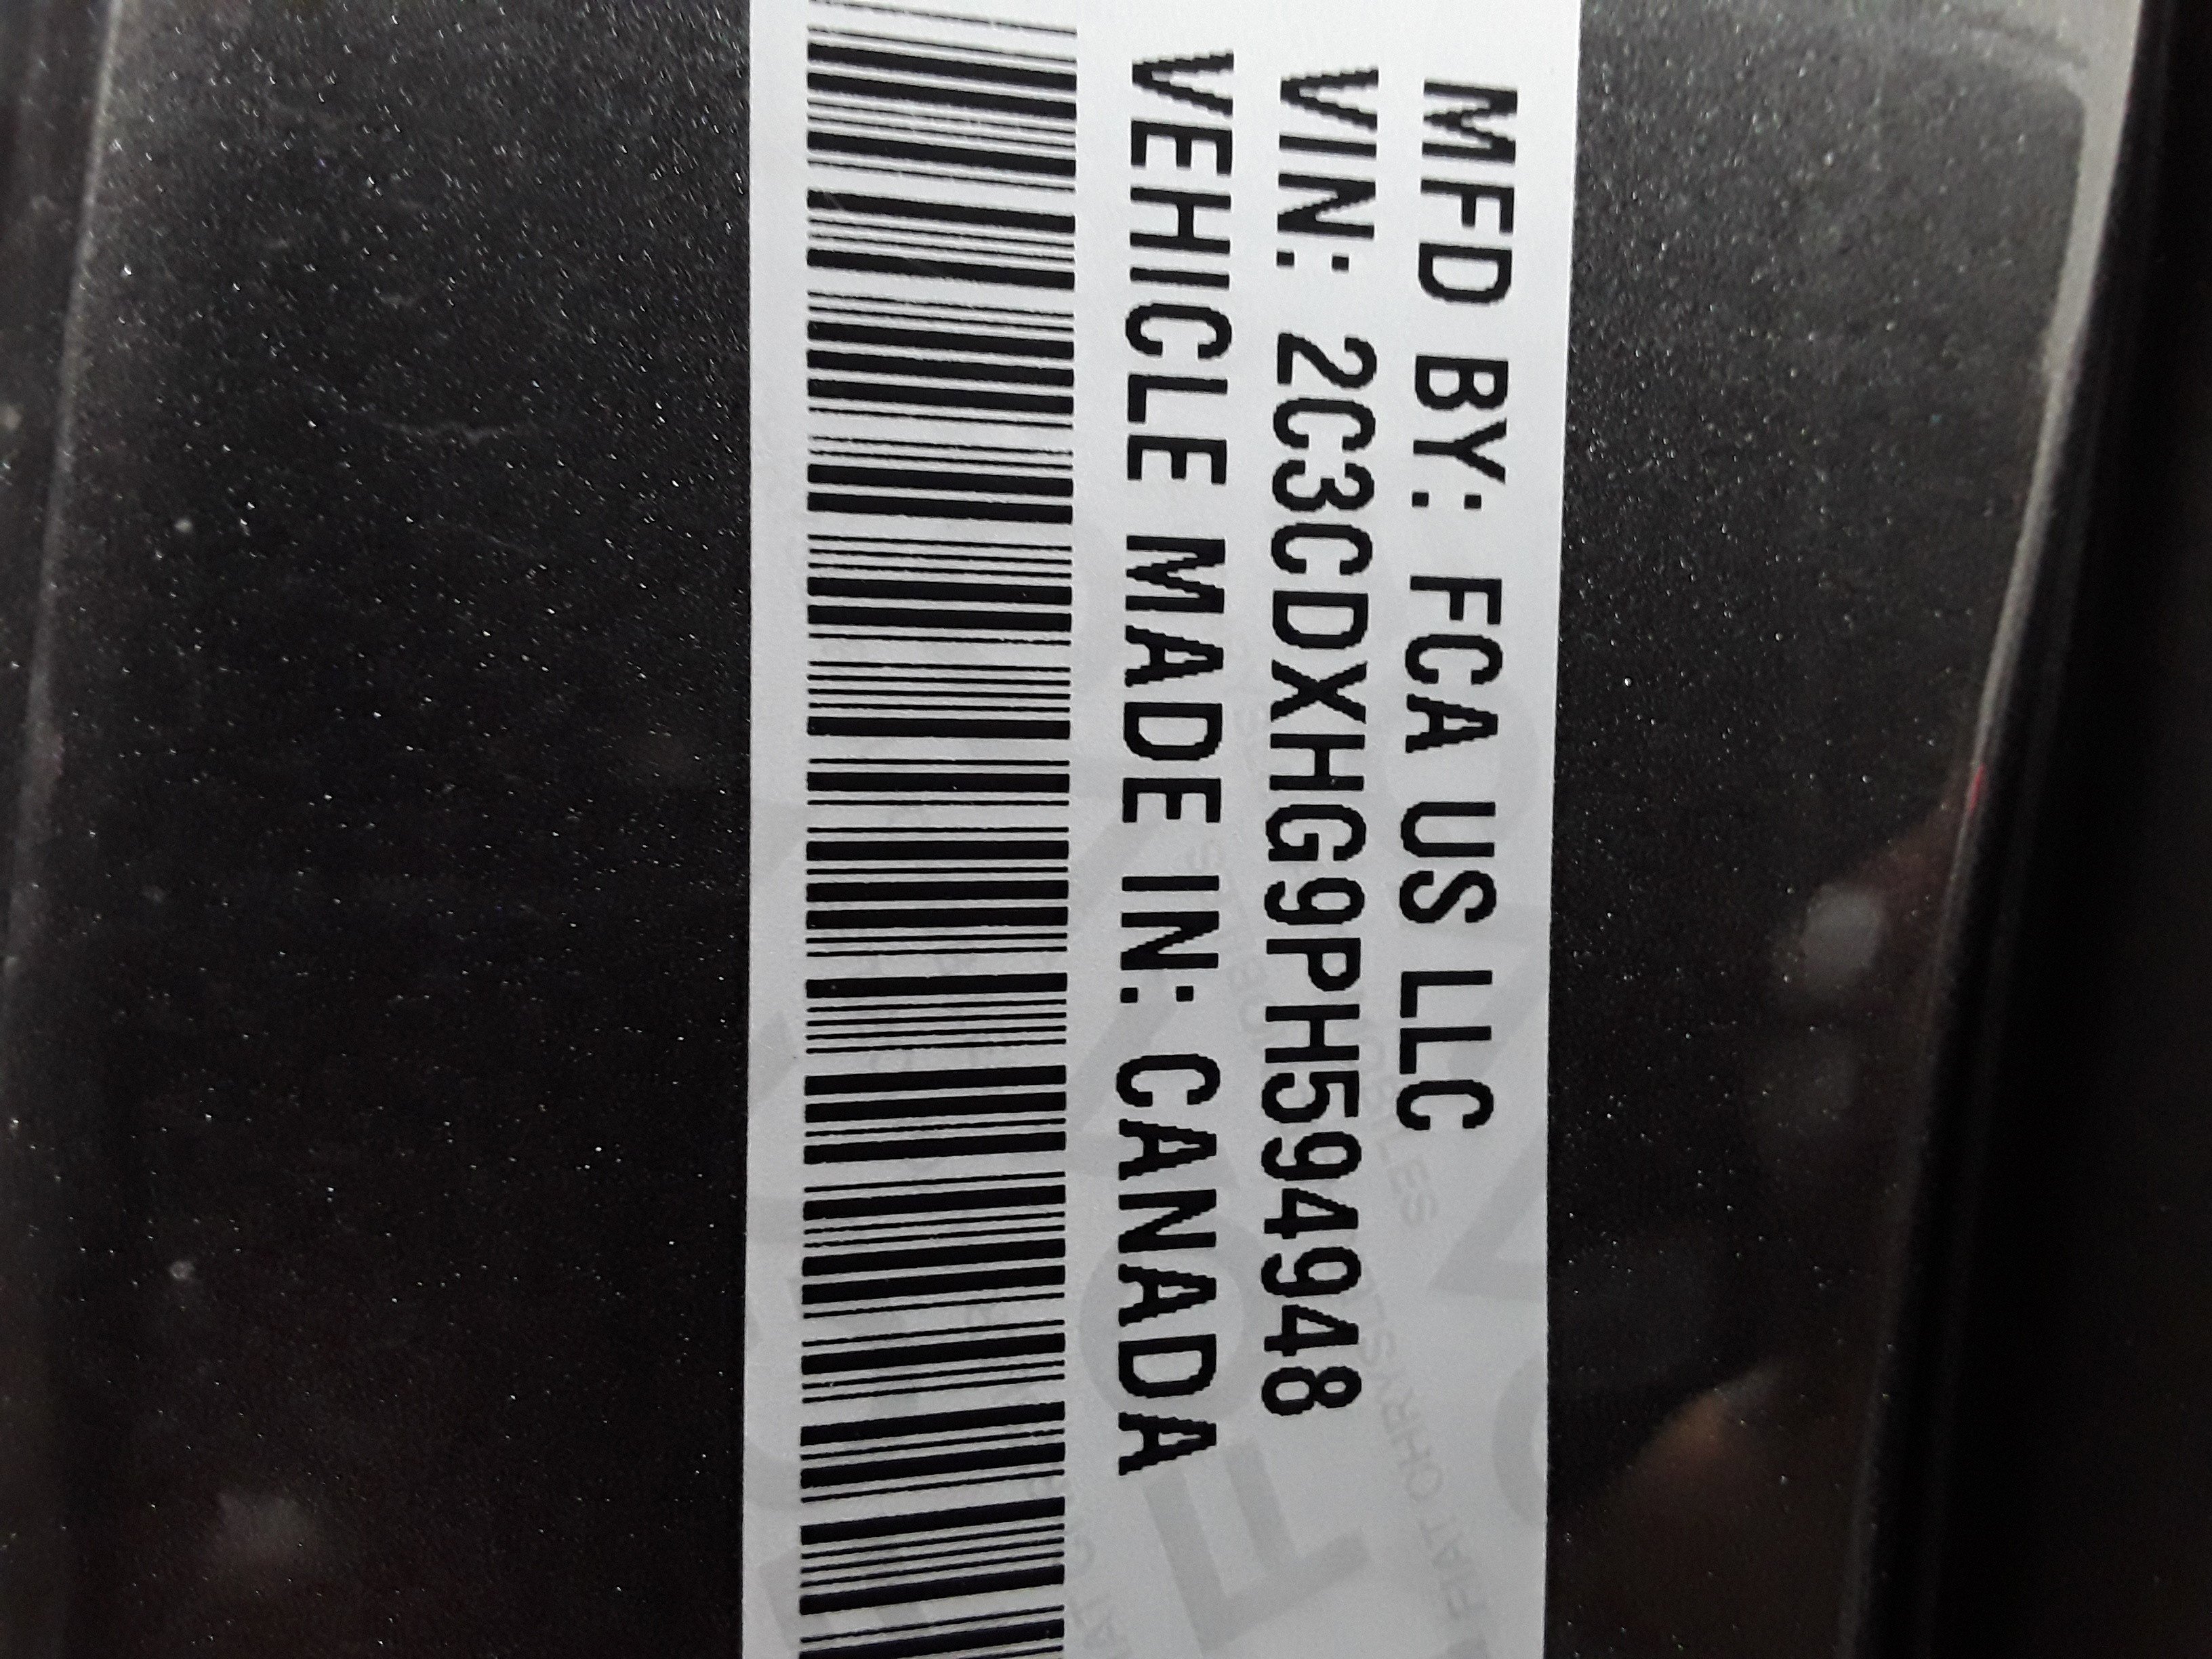 MFD BY: FCA US LLC
VIN: 2C3CDXHG9PH594948
VEHICLE MADE IN: CANADA